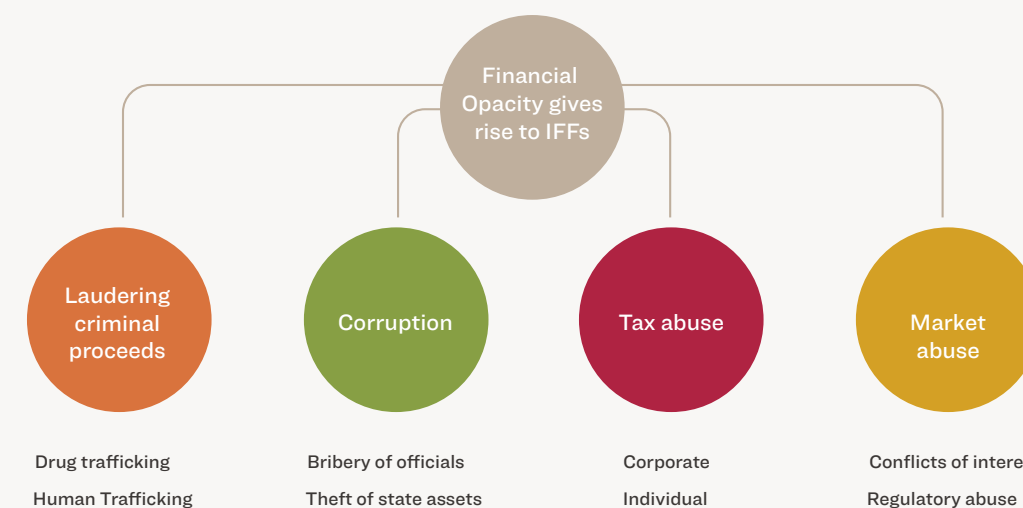 Financial
Opacity gives
rise to IFFs
Laudering
criminal
proceeds
Corruption
Tax abuse
Market
abuse
Drug trafficking
Human Trafficking
Bribery of officials
Theft of state assets
Corporate
Individual
Conflicts of intere
Regulatory abuse